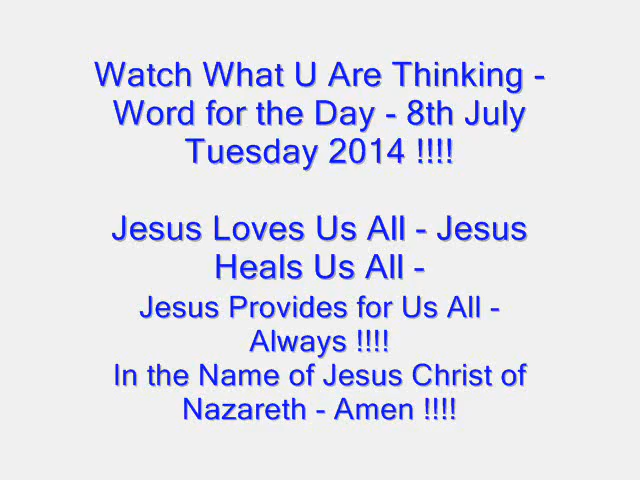 Watch What U Are Thinking -
Word for the Day - 8th July
Tuesday 2014 !!!!
Jesus Loves Us All - Jesus
Heals Us All -
Jesus Provides for Us All -
Always !!!!
In the Name of Jesus Christ of
Nazareth - Amen !!!!